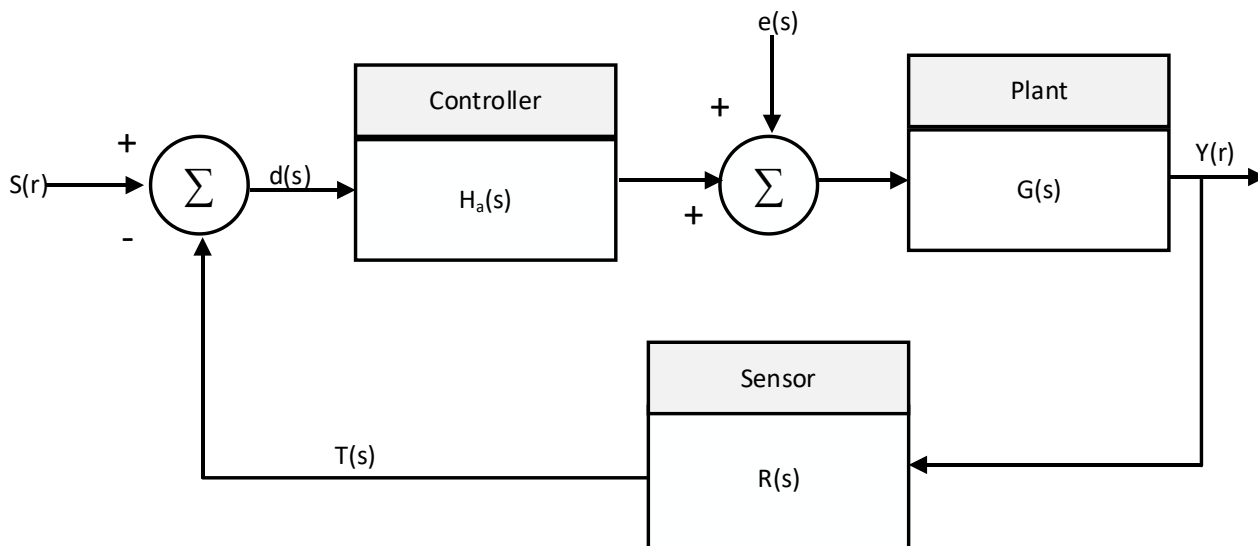 e(s)
Controller
Plant
+
+
S(r)
∑
d(s)
Hₐ(s)
∑
G(s)
Y(r)
-
+
Sensor
T(s)
R(s)